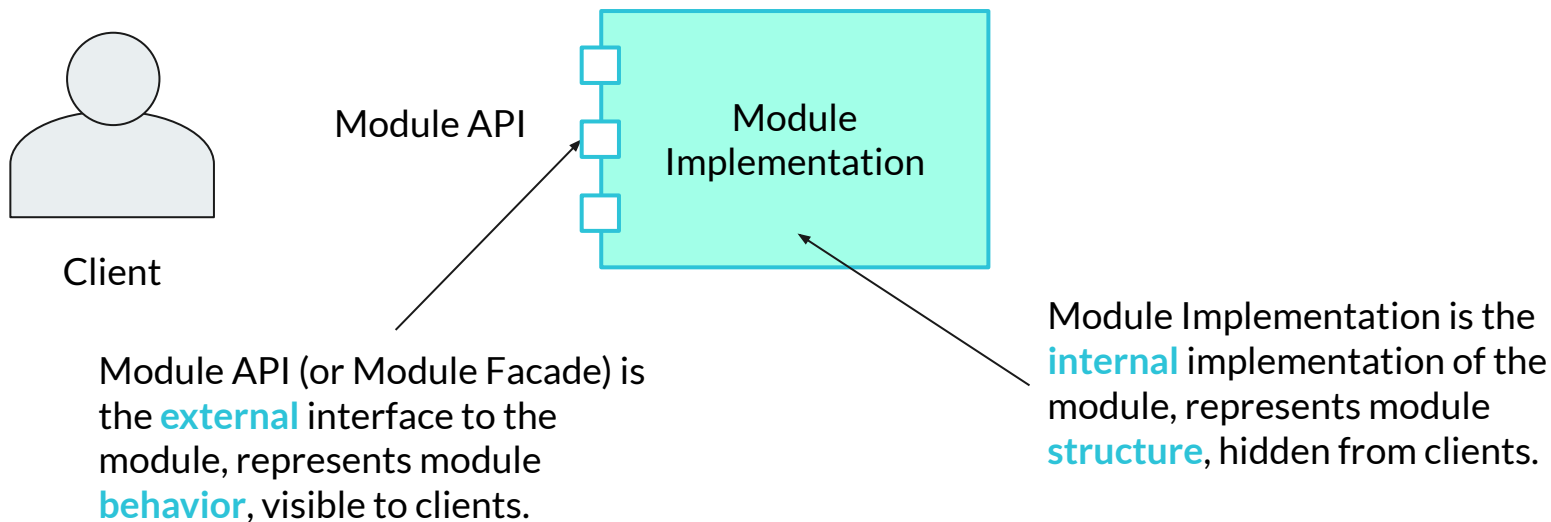 Module API
Module
Implementation
Client
Module API (or Module Facade) is
the external interface to the
module, represents module
behavior, visible to clients.
Module Implementation is the
internal implementation of the
module, represents module
structure, hidden from clients.